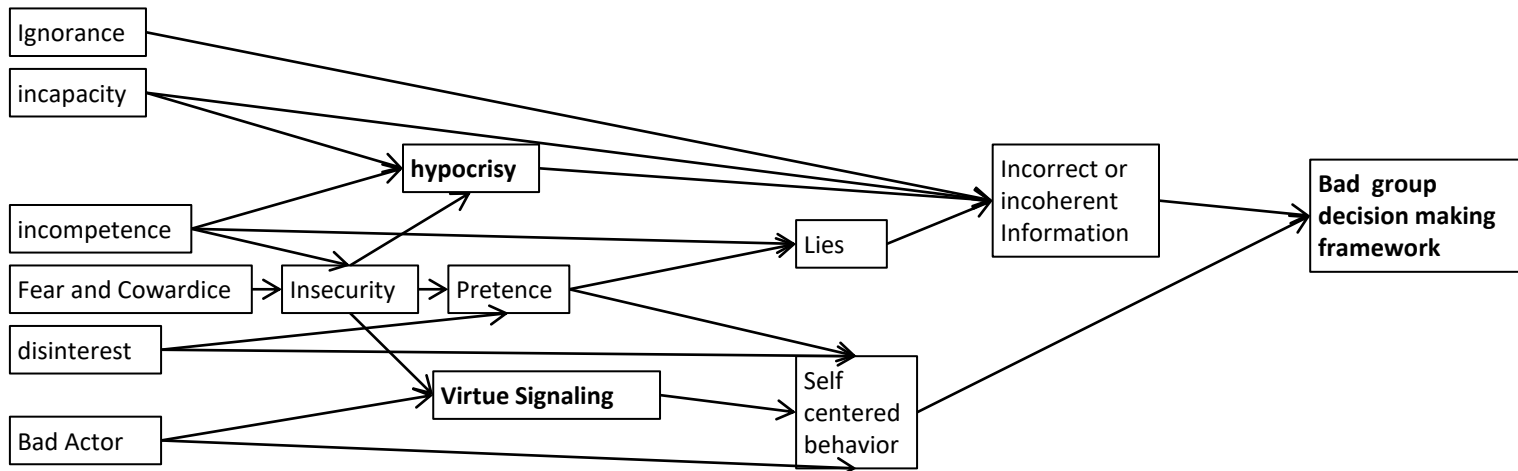 Ignorance
incapacity
hypocrisy
Incorrect or
incoherent
Information
Bad group
decision making
framework
incompetence
Lies
Fear and Cowardice
Insecurity
Pretence
disinterest
Self
centered
behavior
Virtue Signaling
Bad Actor